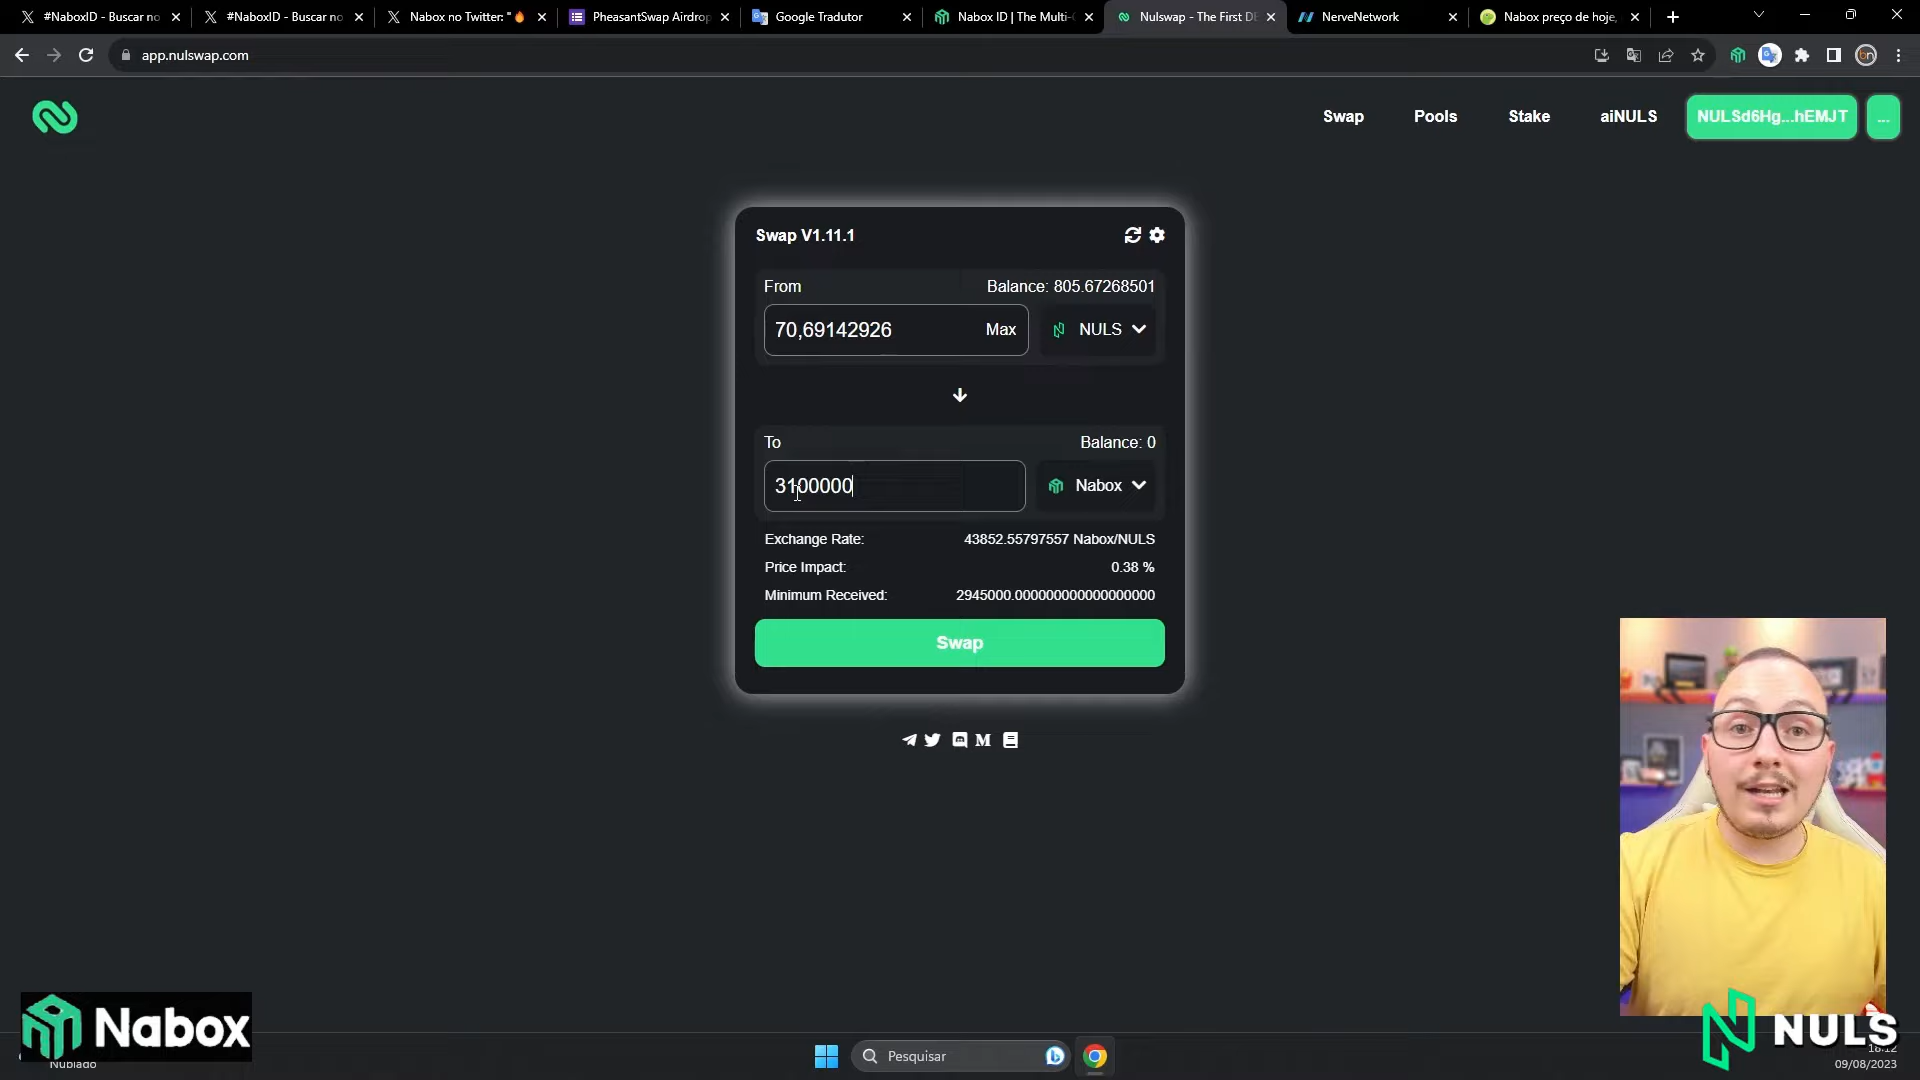 #NaboxID - Buscar no
#NaboxID - Buscar no
Nabox no Twitter: "🔥
PheasantSwap Airdrop
Google Tradutor
Nabox ID | The Multi-C
Nulswap - The First DE
NerveNetwork
Nabox preço de hoje,
app.nulswap.com
Swap
Pools
Stake
aiNULS
NULSd6Hg...hEMJT
...
Swap V1.11.1
From
Balance: 805.67268501
70,69142926
Max
NULS
To
Balance: 0
3100000
Nabox
Exchange Rate:
43852.55797557 Nabox/NULS
Price Impact:
0.38 %
Minimum Received:
2945000.000000000000000000
Swap
Nabox
NULS
Nublado
Pesquisar
18:12
09/08/2023